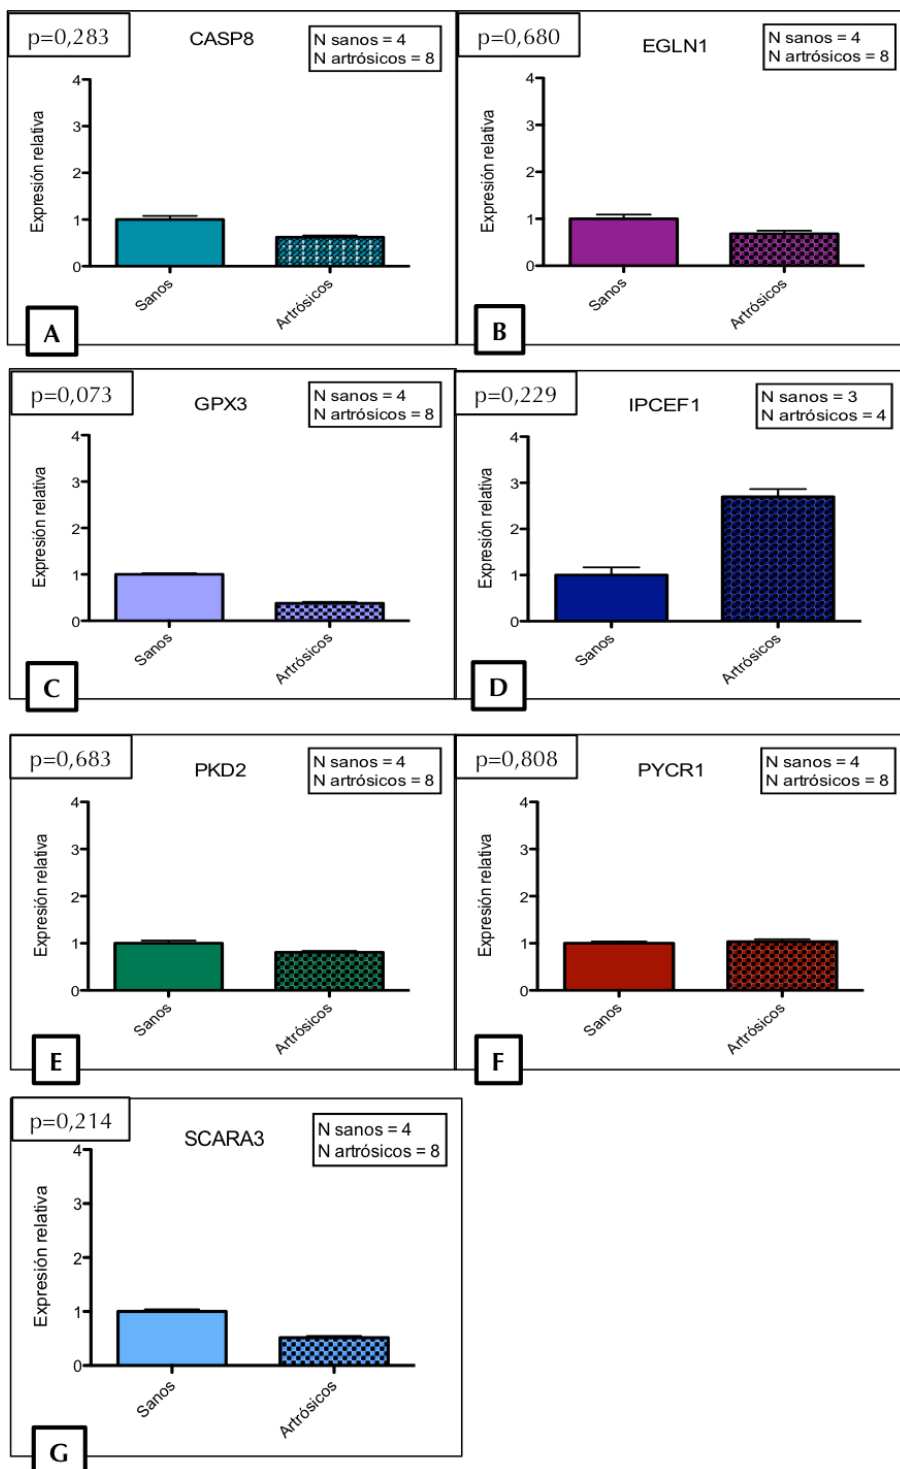 p=0,283
CASP8
N sanos = 4
N artrósicos = 8
Expresión relativa
4
3
2
1
0
Sanos
Artrósicos
A
p=0,680
EGLN1
N sanos = 4
N artrósicos = 8
Expresión relativa
4
3
2
1
0
Sanos
Artrósicos
B
p=0,073
GPX3
N sanos = 4
N artrósicos = 8
Expresión relativa
4
3
2
1
0
Sanos
Artrósicos
C
p=0,229
IPCEF1
N sanos = 3
N artrósicos = 4
Expresión relativa
4
3
2
1
0
Sanos
Artrósicos
D
p=0,683
PKD2
N sanos = 4
N artrósicos = 8
Expresión relativa
4
3
2
1
0
Sanos
Artrósicos
E
p=0,808
PYCR1
N sanos = 4
N artrósicos = 8
Expresión relativa
4
3
2
1
0
Sanos
Artrósicos
F
p=0,214
SCARA3
N sanos = 4
N artrósicos = 8
Expresión relativa
4
3
2
1
0
Sanos
Artrósicos
G